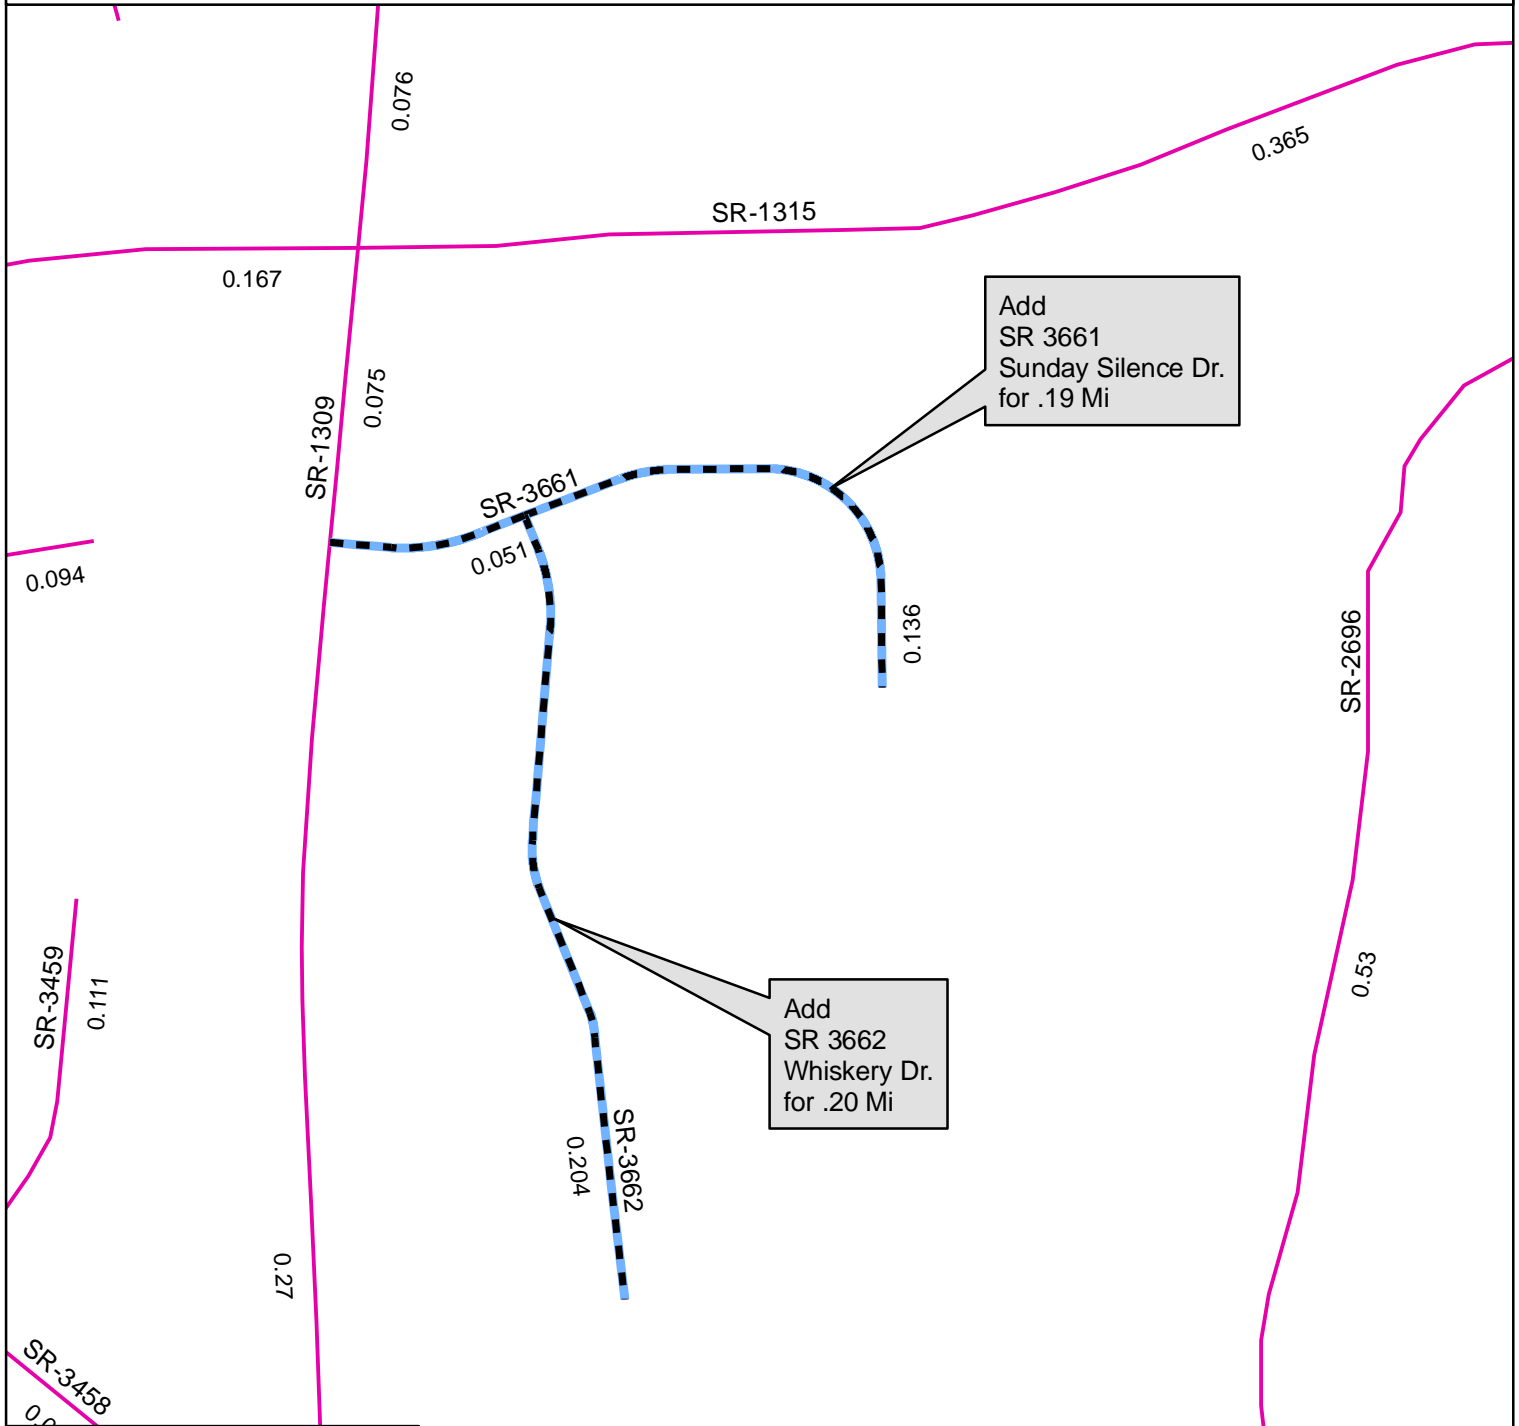 0.076
0.365
SR-1315
0.167
Add
SR 3661
Sunday Silence Dr.
for .19 Mi
0.075
SR-1309
SR-3661
0.051
0.094
0.136
SR-2696
SR-3459
0.111
0.53
Add
SR 3662
Whiskery Dr.
for .20 Mi
SR-3662
0.204
0.27
SR-3458